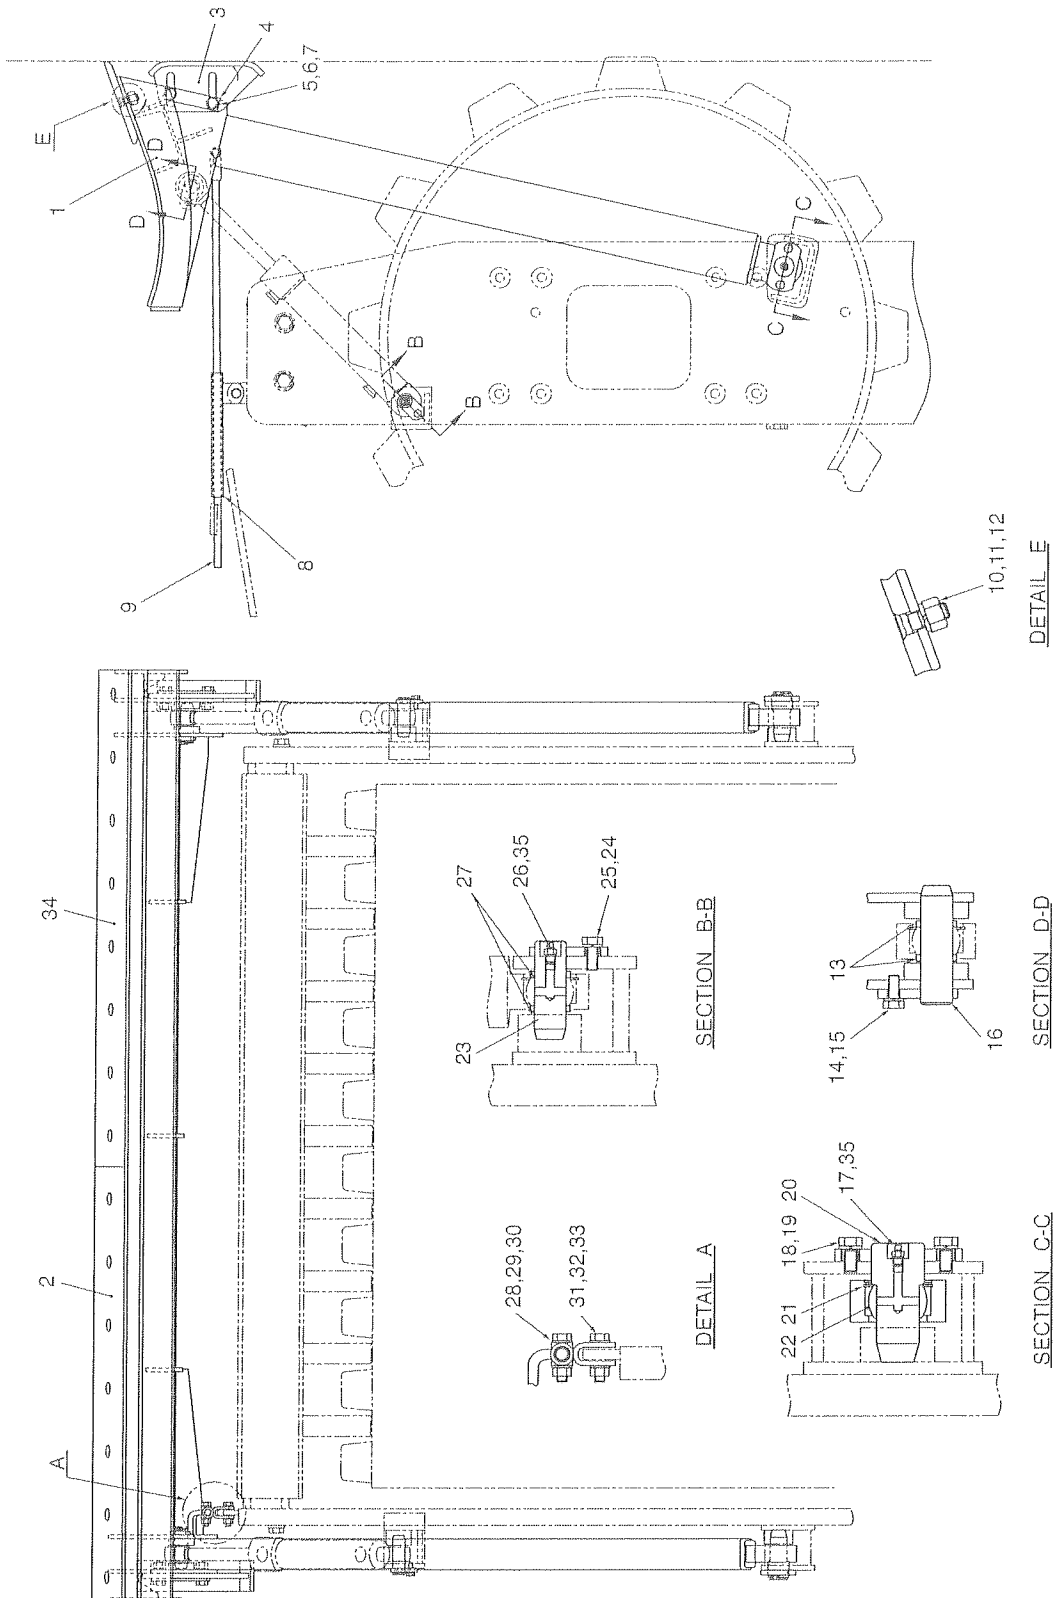 A
2
34
9
8
1
D
D
E
3
4
5,6,7
B
B
C
C
10,11,12
DETAIL E
28,29,30
31,32,33
DETAIL A
27
26,35
25,24
23
SECTION B-B
22 21 18,19 20
17,35
SECTION C-C
14,15
13
16
SECTION D-D